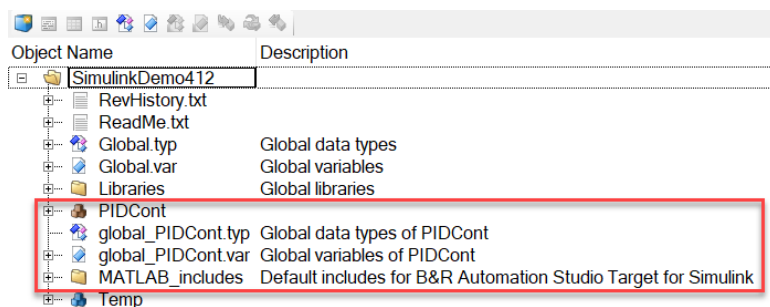 Object Name Description
SimulinkDemo412
RevHistory.txt
ReadMe.txt
Global.typ Global data types
Global.var Global variables
Libraries Global libraries
PIDCont
global_PIDCont.typ Global data types of PIDCont
global_PIDCont.var Global variables of PIDCont
MATLAB_includes Default includes for B&R Automation Studio Target for Simulink
Temp